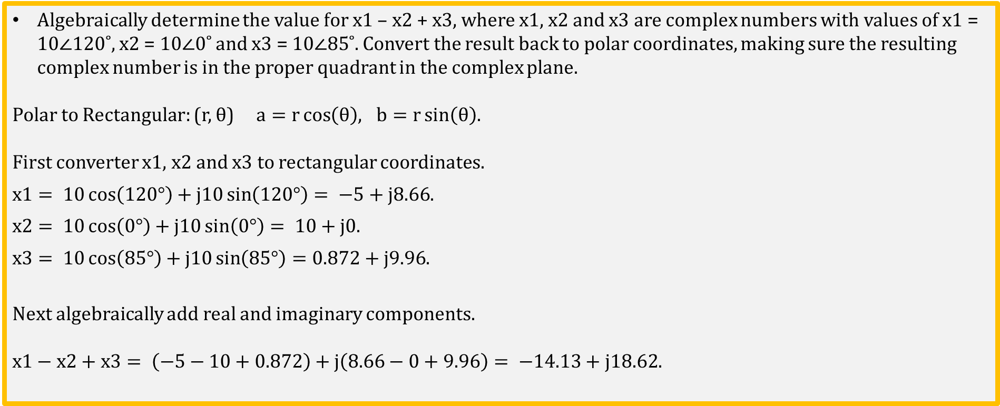 • Algebraically determine the value for x1 – x2 + x3, where x1, x2 and x3 are complex numbers with values of x1 =
10∠120°, x2 = 10∠0° and x3 = 10∠85°. Convert the result back to polar coordinates, making sure the resulting
complex number is in the proper quadrant in the complex plane.
Polar to Rectangular: (r, θ) a = r cos(θ), b = r sin(θ).
First converter x1, x2 and x3 to rectangular coordinates.
x1 = 10 cos(120°) + j10 sin(120°) = −5 + j8.66.
x2 = 10 cos(0°) + j10 sin(0°) = 10 + j0.
x3 = 10 cos(85°) + j10 sin(85°) = 0.872 + j9.96.
Next algebraically add real and imaginary components.
x1 − x2 + x3 = (−5 − 10 + 0.872) + j(8.66 − 0 + 9.96) = −14.13 + j18.62.